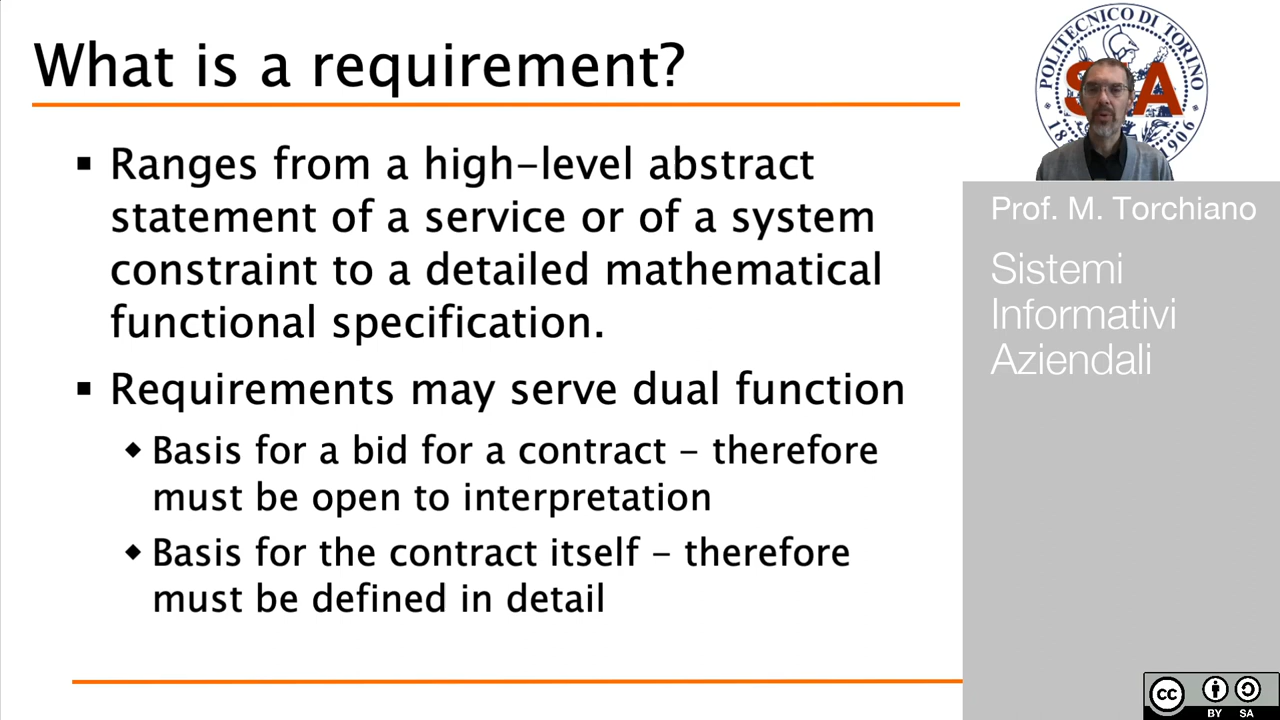 What is a requirement?
▪ Ranges from a high-level abstract
statement of a service or of a system
constraint to a detailed mathematical
functional specification.
▪ Requirements may serve dual function
◆ Basis for a bid for a contract – therefore
must be open to interpretation
◆ Basis for the contract itself – therefore
must be defined in detail
POLITECNICO DI TORINO
Prof. M. Torchiano
Sistemi
Informativi
Aziendali
cc
BY SA